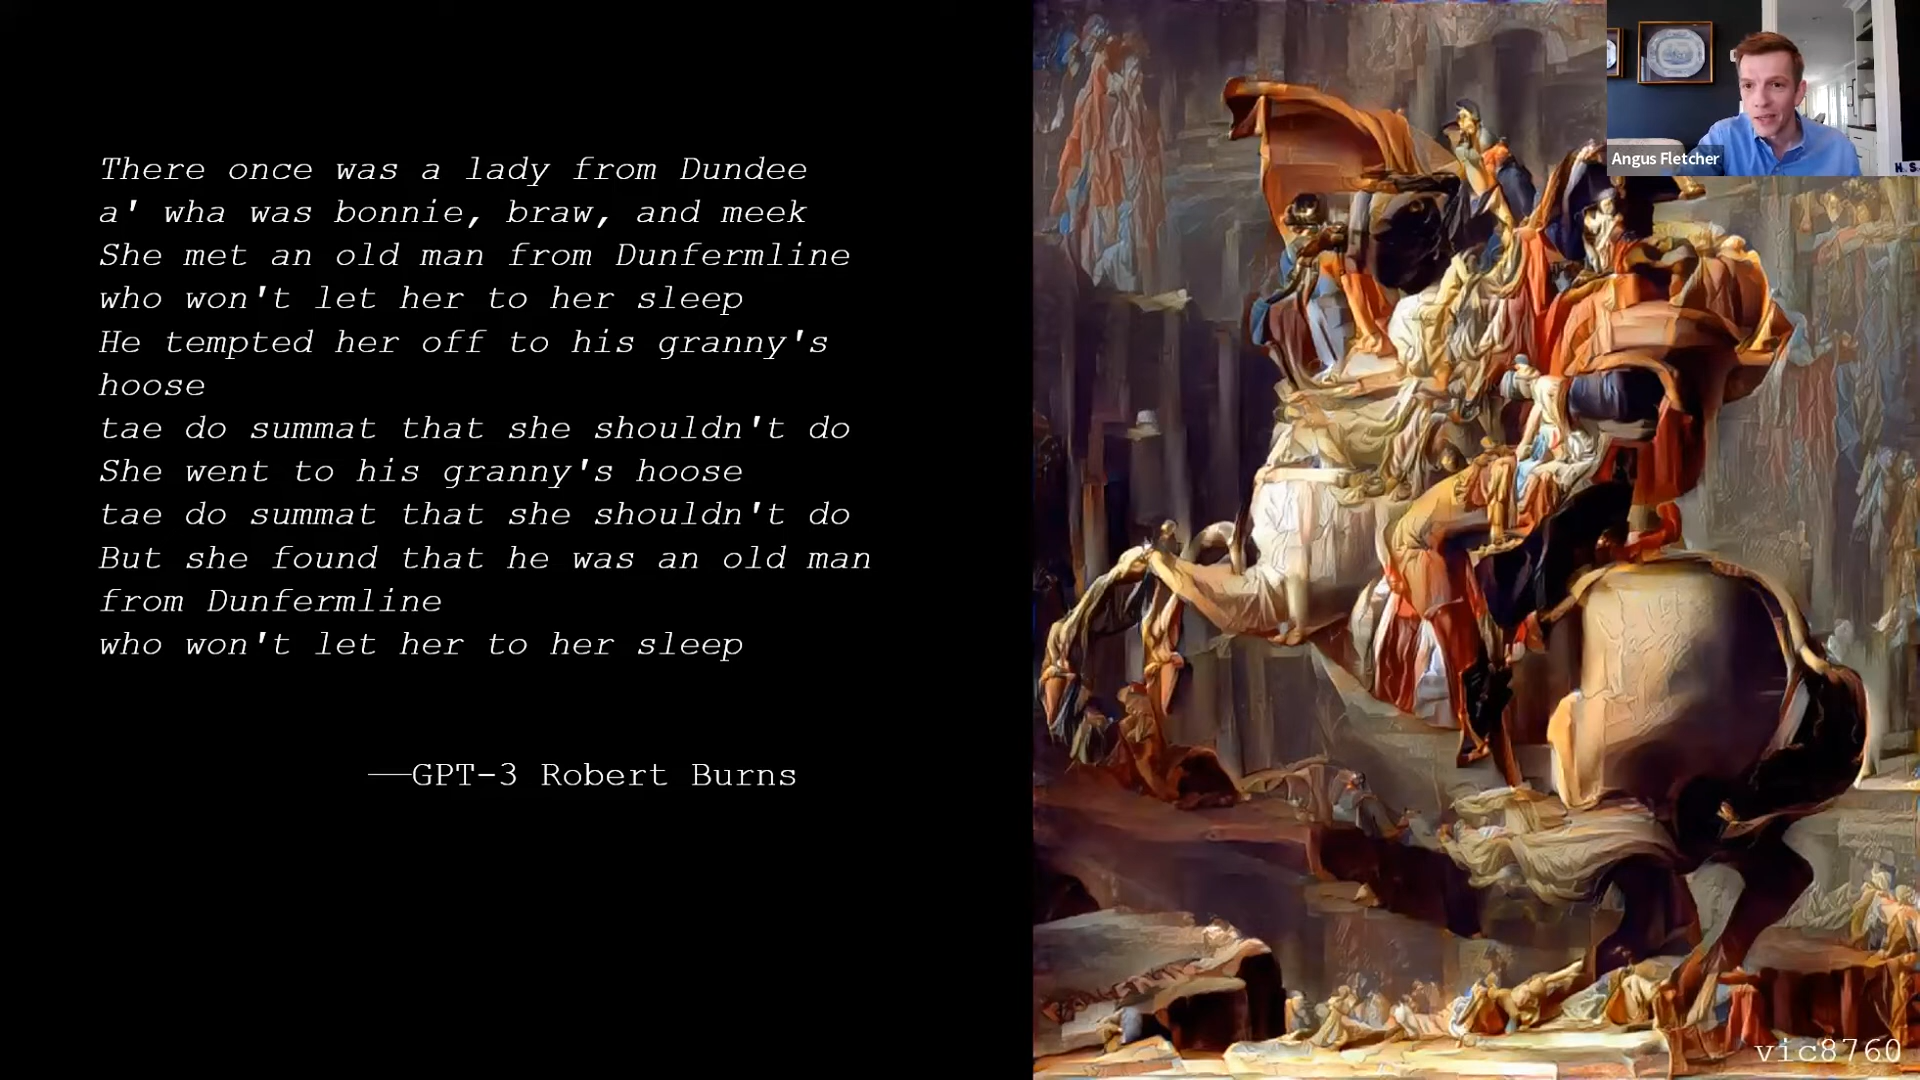 There once was a lady from Dundee
a' wha was bonnie, braw, and meek
She met an old man from Dunfermline
who won't let her to her sleep
He tempted her off to his granny's
hoose
tae do summat that she shouldn't do
She went to his granny's hoose
tae do summat that she shouldn't do
But she found that he was an old man
from Dunfermline
who won't let her to her sleep
——GPT-3 Robert Burns
Angus Fletcher
vic8760